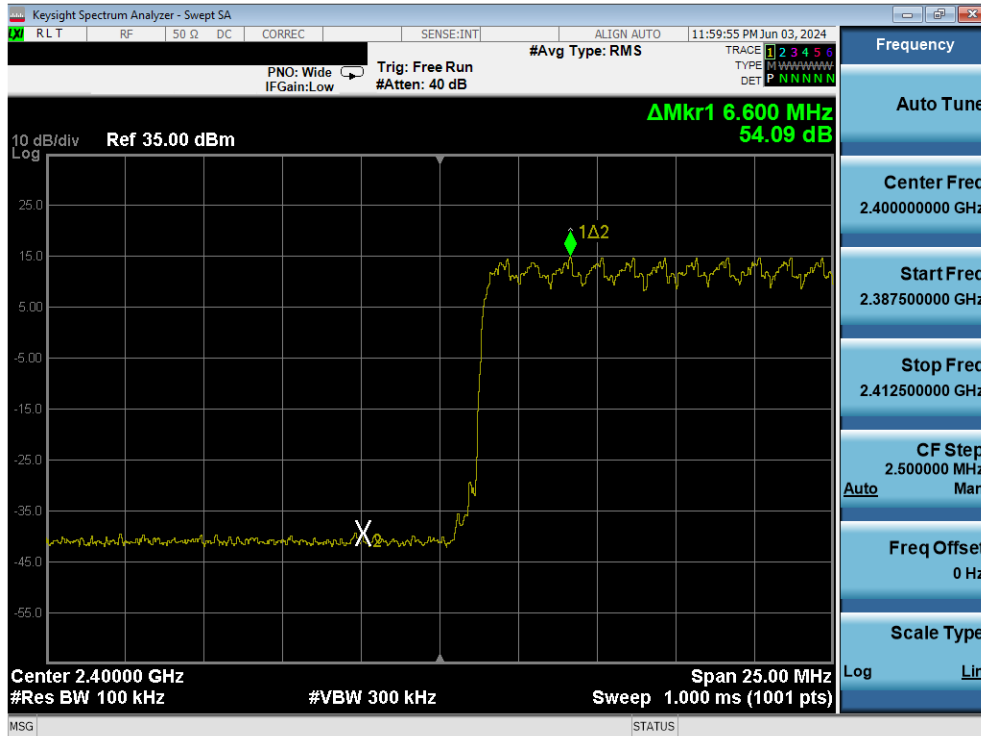 Keysight Spectrum Analyzer - Swept SA
LXI RLT RF 50 Ω DC CORREC SENSE:INT ALIGN AUTO 11:59:55 PM Jun 03, 2024
PNO: Wide Trig: Free Run #Avg Type: RMS TRACE 1 2 3 4 5 6
TYPE M W W W W W
IFGain:Low #Atten: 40 dB DET P N N N N N
ΔMkr1 6.600 MHz
54.09 dB
10 dB/div Ref 35.00 dBm
Log
25.0
15.0
5.00
-5.00
-15.0
-25.0
-35.0
-45.0
-55.0
1Δ2
X2
Center 2.40000 GHz Span 25.00 MHz
#Res BW 100 kHz #VBW 300 kHz Sweep 1.000 ms (1001 pts)
MSG STATUS
Frequency
Auto Tune
Center Freq
2.400000000 GHz
Start Freq
2.387500000 GHz
Stop Freq
2.412500000 GHz
CF Step
2.500000 MHz
Auto Man
Freq Offset
0 Hz
Scale Type
Log Lin